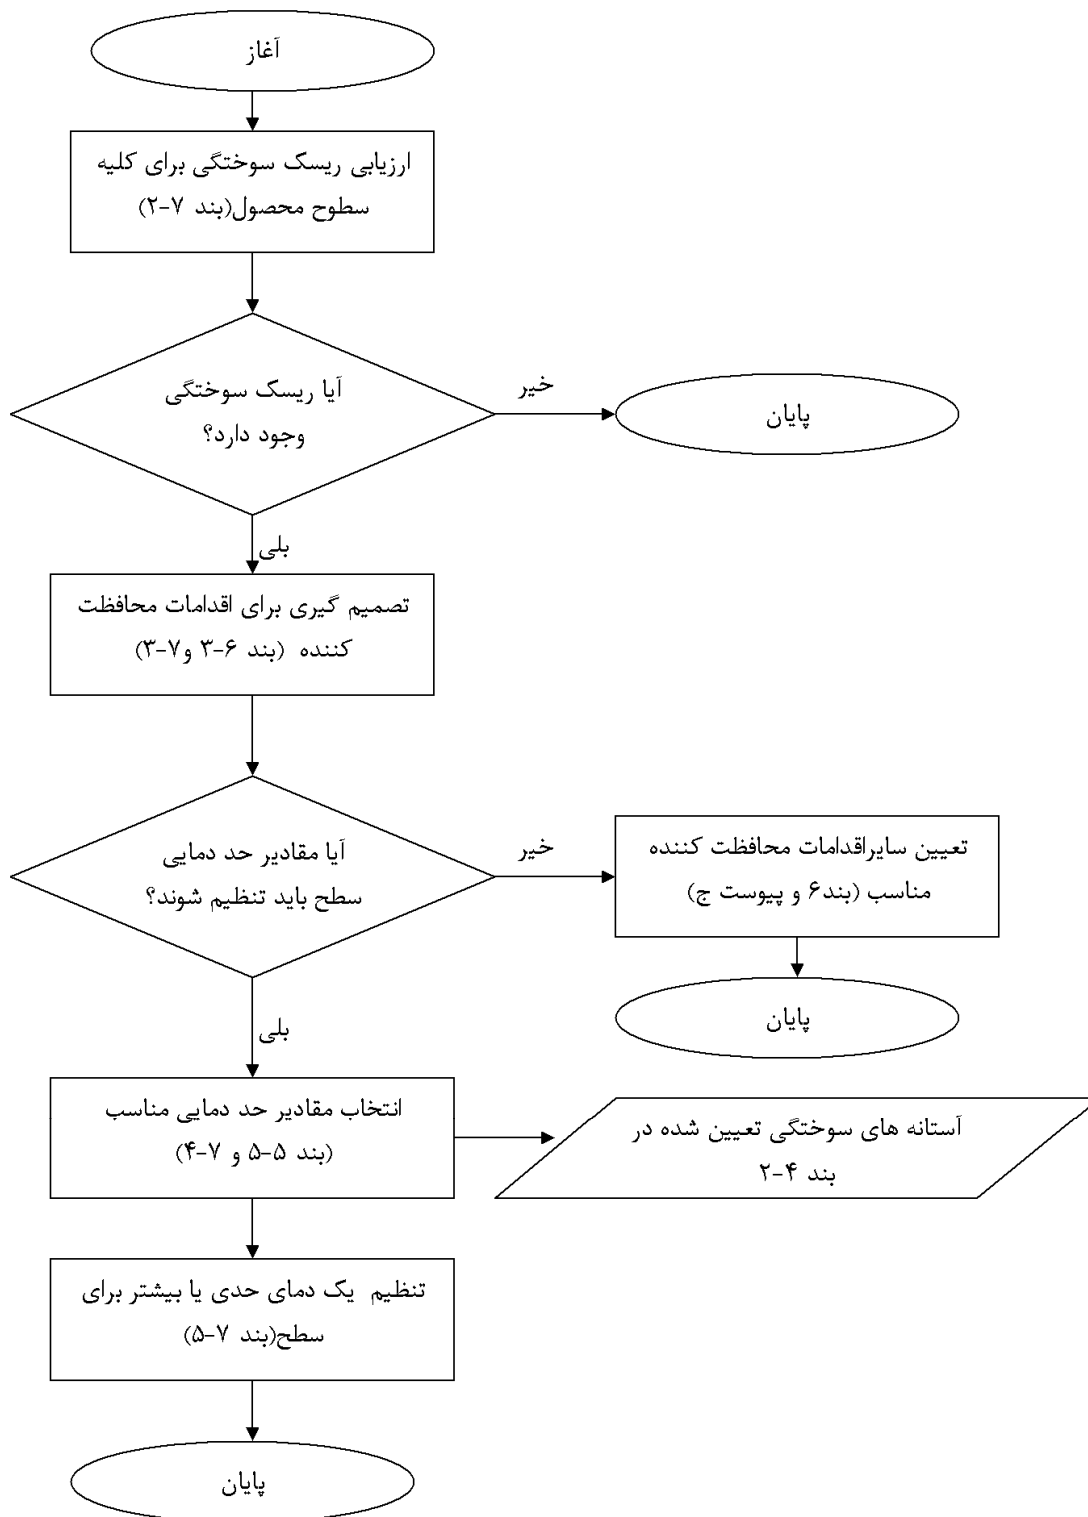 آغاز
ارزیابی ریسک سوختگی برای کلیه
سطوح محصول(بند ۷-۲)
آیا ریسک سوختگی
وجود دارد؟
خیر
پایان
بلی
تصمیم گیری برای اقدامات محافظت
کننده (بند ۶-۳ و۷-۳)
آیا مقادیر حد دمایی
سطح باید تنظیم شوند؟
خیر
تعیین سایراقدامات محافظت کننده
مناسب (بند۶ و پیوست ج)
پایان
بلی
انتخاب مقادیر حد دمایی مناسب
(بند ۵-۵ و ۷-۴)
آستانه های سوختگی تعیین شده در
بند ۴-۲
تنظیم یک دمای حدی یا بیشتر برای
سطح(بند ۷-۵)
پایان